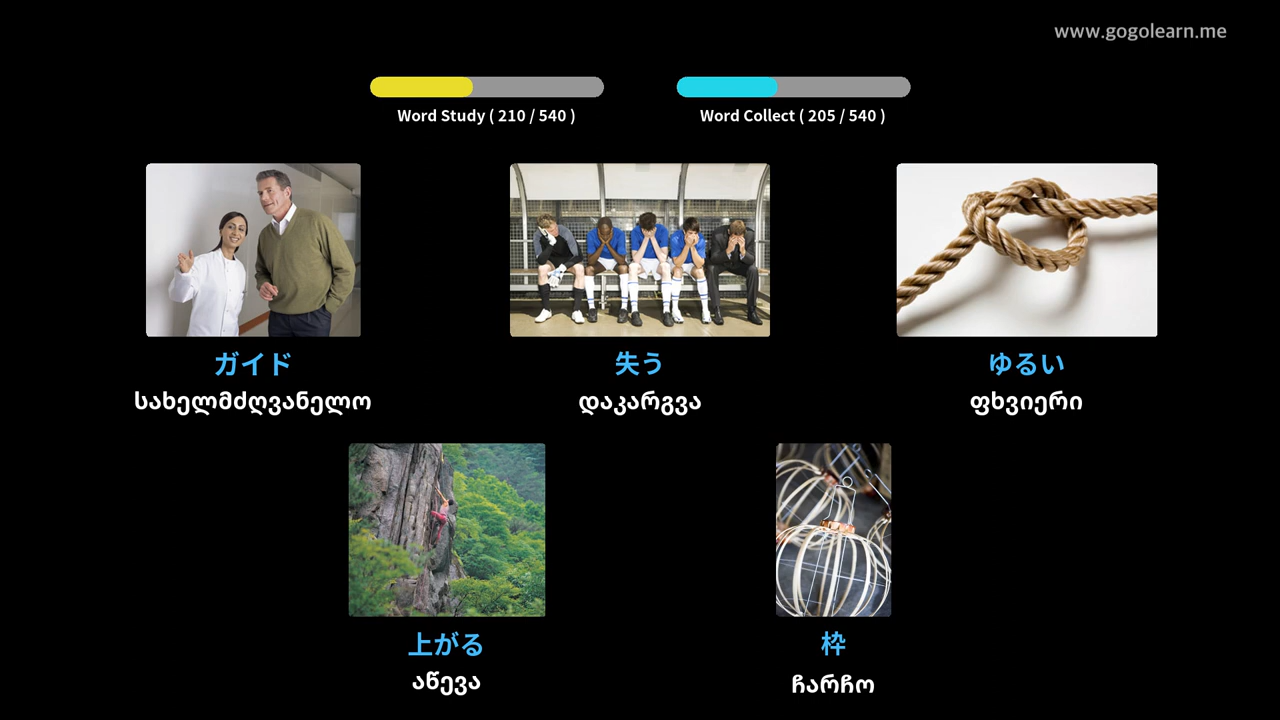 www.gogolearn.me
Word Study ( 210 / 540 )
Word Collect ( 205 / 540 )
ガイド
სახელმძღვანელო
失う
დაკარგვა
ゆるい
ფხვიერი
上がる
აწევა
枠
ჩარჩო